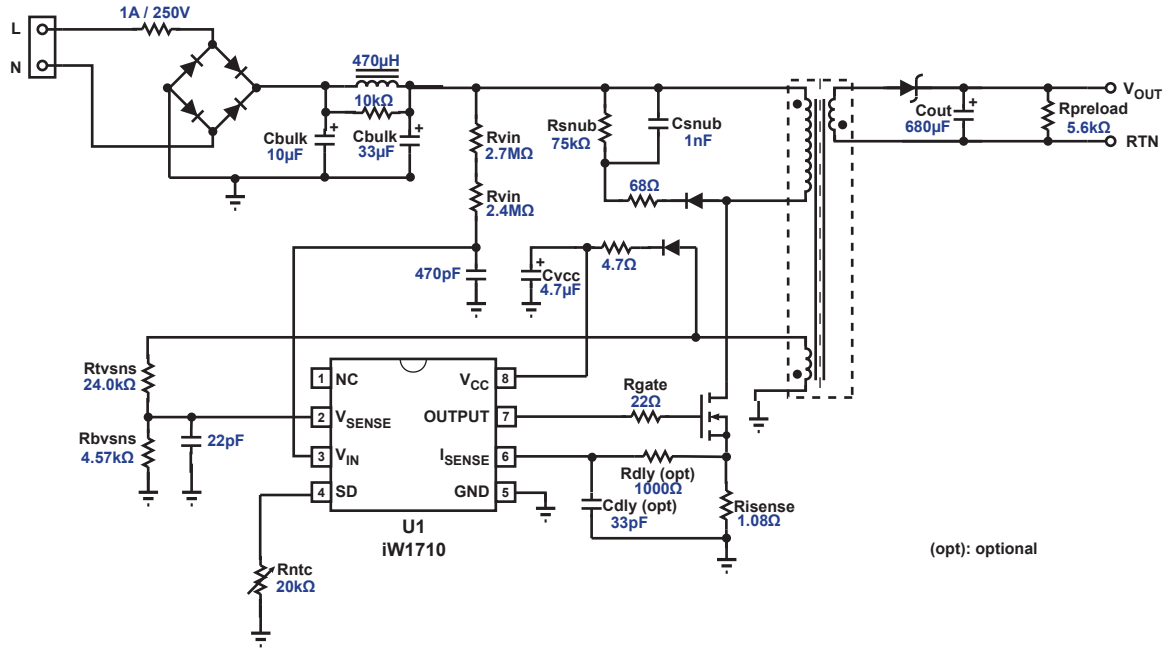 1A / 250V
L
N
470µH
10kΩ
Cbulk
10µF
+
Cbulk
33µF
+
Rvin
2.7MΩ
Rvin
2.4MΩ
Rsnub
75kΩ
Csnub
1nF
68Ω
Cout
680µF
+
Rpreload
5.6kΩ
VOUT
RTN
470pF
+
Cvcc
4.7µF
4.7Ω
Rtvsns
24.0kΩ
Rbvsns
4.57kΩ
22pF
1 NC
2 VSENSE
3 VIN
4 SD
VCC 8
OUTPUT 7
ISENSE 6
GND 5
U1
iW1710
Rgate
22Ω
Rdly (opt)
1000Ω
Cdly (opt)
33pF
Risense
1.08Ω
Rntc
20kΩ
(opt): optional